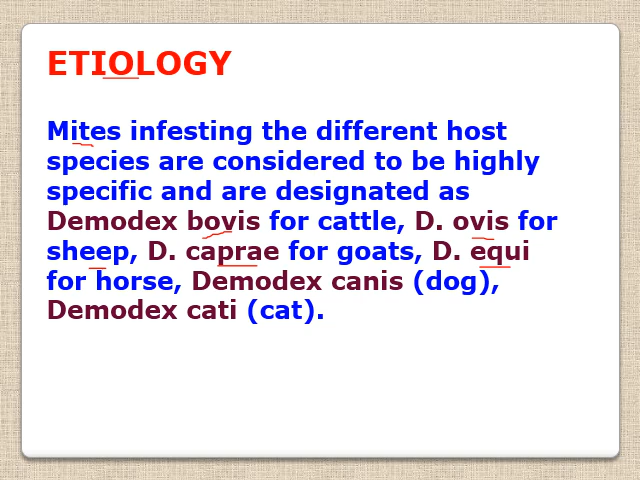 ETIOLOGY
Mites infesting the different host
species are considered to be highly
specific and are designated as
Demodex bovis for cattle, D. ovis for
sheep, D. caprae for goats, D. equi
for horse, Demodex canis (dog),
Demodex cati (cat).